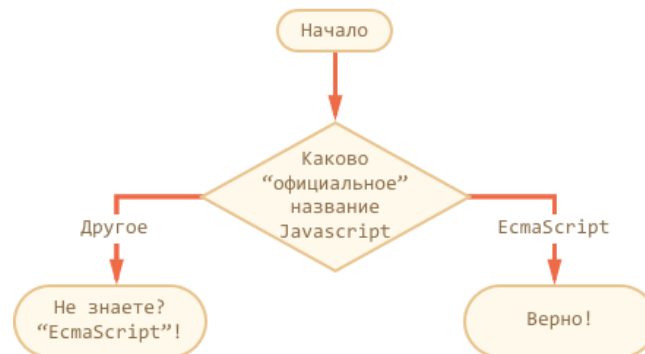 Начало
Каково
“официальное”
название
Javascript
Другое
EcmaScript
Не знаете?
“EcmaScript”!
Верно!